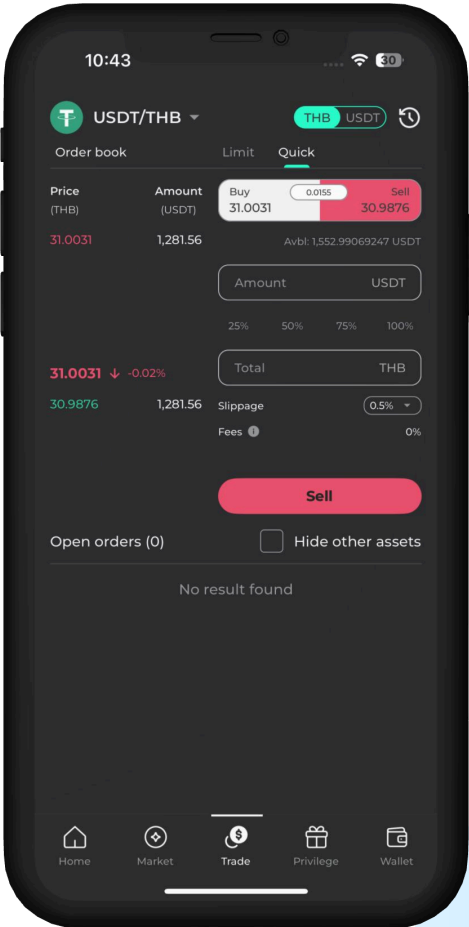 10:43
30
USDT/THB
THB USDT
Order book
Limit Quick
Price Amount
(THB) (USDT)
Buy 0.0155 Sell
31.0031 30.9876
31.0031 1,281.56
Avbl: 1,552.99069247 USDT
Amount USDT
25% 50% 75% 100%
31.0031 ↓ -0.02%
Total THB
30.9876 1,281.56
Slippage 0.5%
Fees 0%
Sell
Open orders (0)
Hide other assets
No result found
Home Market Trade Privilege Wallet